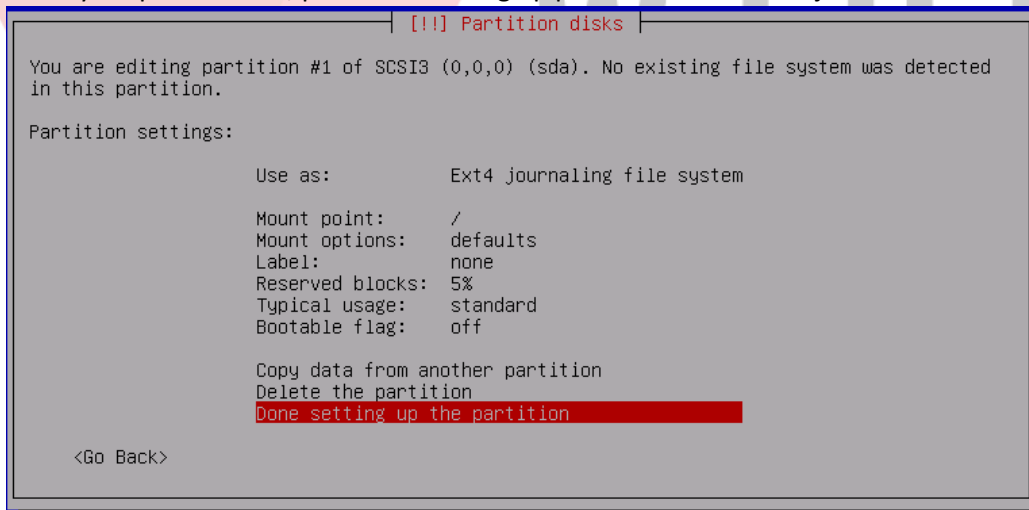 [!!] Partition disks
You are editing partition #1 of SCSI3 (0,0,0) (sda). No existing file system was detected
in this partition.
Partition settings:
Use as: Ext4 journaling file system
Mount point: /
Mount options: defaults
Label: none
Reserved blocks: 5%
Typical usage: standard
Bootable flag: off
Copy data from another partition
Delete the partition
Done setting up the partition
<Go Back>